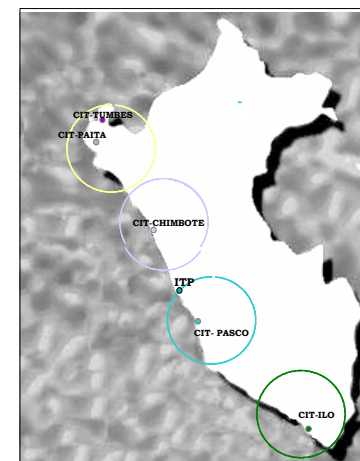 CIT-TUMBES
CIT-PAITA
CIT-CHIMBOTE
ITP
CIT- PASCO
CIT-ILO